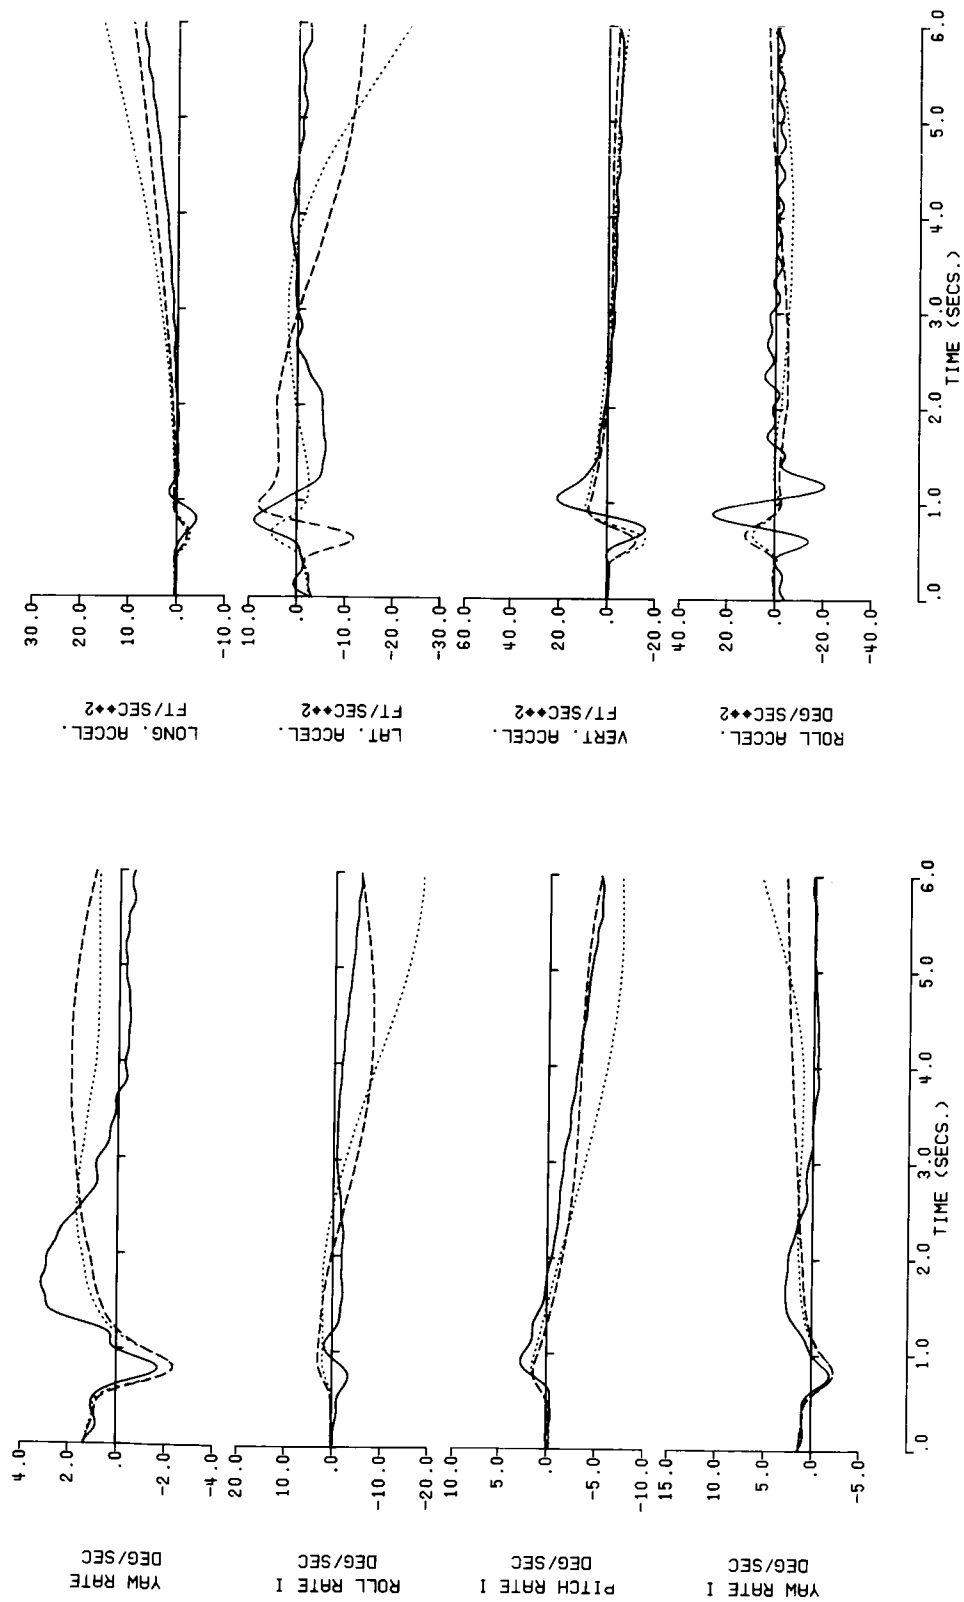 YAW RATE
DEG/SEC
4.0
2.0
.0
-2.0
-4.0
ROLL RATE I
DEG/SEC
20.0
10.0
.0
-10.0
-20.0
PITCH RATE I
DEG/SEC
10.0
5.0
.0
-5.0
-10.0
YAW RATE I
DEG/SEC
15.0
10.0
5.0
.0
-5.0
.0 1.0 2.0 3.0 4.0 5.0 6.0
TIME (SECS.)
LONG. ACCEL.
FT/SEC**2
30.0
20.0
10.0
.0
-10.0
LAT. ACCEL.
FT/SEC**2
10.0
.0
-10.0
-20.0
-30.0
VERT. ACCEL.
FT/SEC**2
60.0
40.0
20.0
.0
-20.0
ROLL ACCEL.
DEG/SEC**2
40.0
20.0
.0
-20.0
-40.0
.0 1.0 2.0 3.0 4.0 5.0 6.0
TIME (SECS.)